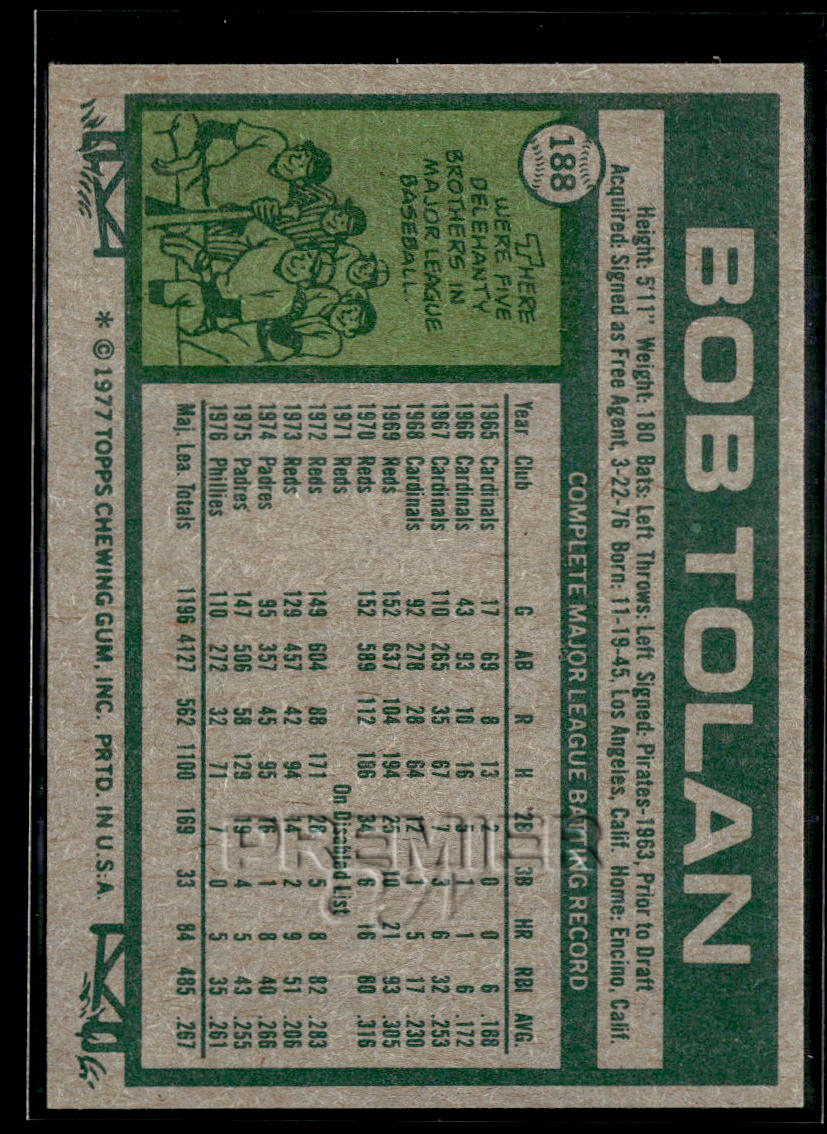 188
BOB TOLAN
Height: 5'11" Weight: 180 Bats: Left Throws: Left Signed: Pirates-1963, Prior to Draft
Acquired: Signed as Free Agent, 3-22-76 Born: 11-19-45, Los Angeles, Calif. Home: Encino, Calif.
THERE
WERE FIVE
DELEHANTY
BROTHERS IN
MAJOR LEAGUE
BASEBALL.
COMPLETE MAJOR LEAGUE BATTING RECORD
Year Club G AB R H 2B 3B HR RBI AVG.
1965 Cardinals 17 69 8 13 2 0 0 6 .188
1966 Cardinals 43 93 10 16 5 1 1 6 .172
1967 Cardinals 110 265 35 67 7 3 6 32 .253
1968 Cardinals 92 278 28 64 12 1 5 17 .230
1969 Reds 152 637 104 194 25 10 21 93 .305
1970 Reds 152 589 112 186 34 6 16 80 .316
1971 Reds On Disabled List
1972 Reds 149 604 88 171 28 5 8 82 .283
1973 Reds 129 457 42 94 14 2 9 51 .206
1974 Padres 95 357 45 95 16 1 8 40 .266
1975 Padres 147 506 58 129 19 4 5 43 .255
1976 Phillies 110 272 32 71 7 0 5 35 .261
Maj. Lea. Totals 1196 4127 562 1100 169 33 84 485 .267
* © 1977 TOPPS CHEWING GUM, INC. PRTD. IN U.S.A.
PREMIER